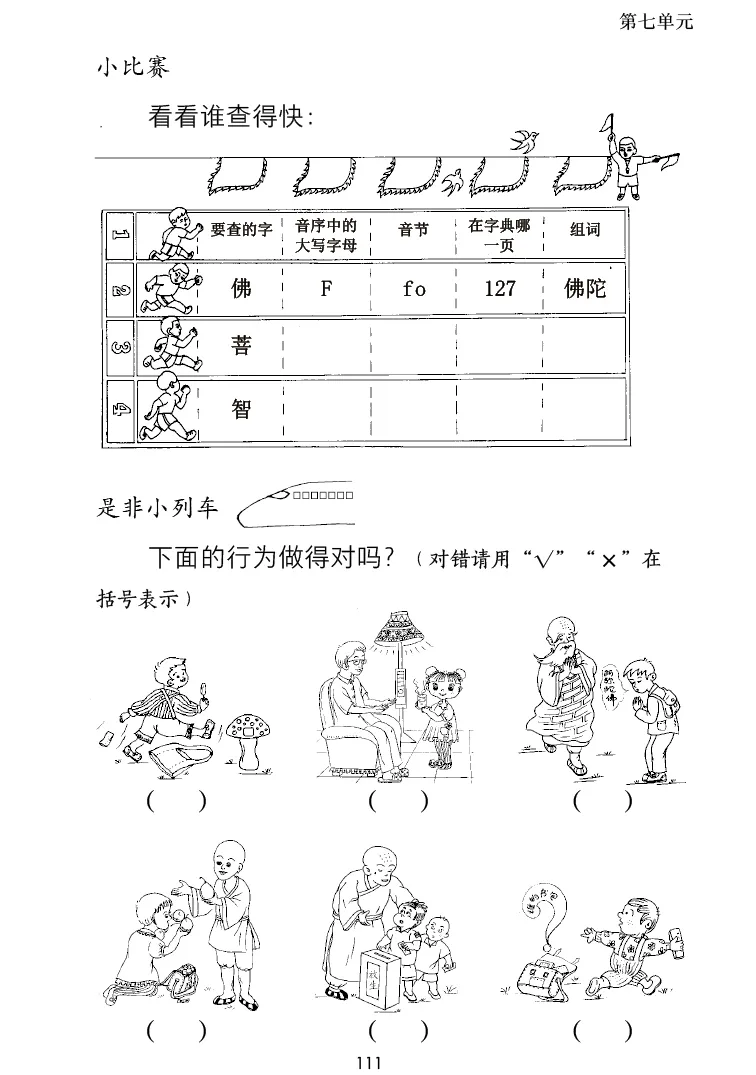 第七单元
小比赛
看看谁查得快：
1 要查的字 音序中的大写字母 音节 在字典哪一页 组词
2 佛 F fo 127 佛陀
3 菩
4 智
是非小列车
下面的行为做得对吗？（对错请用“√”“×”在
括号表示）
阿弥陀佛
（ ） （ ） （ ）
放生
（ ） （ ） （ ）
111